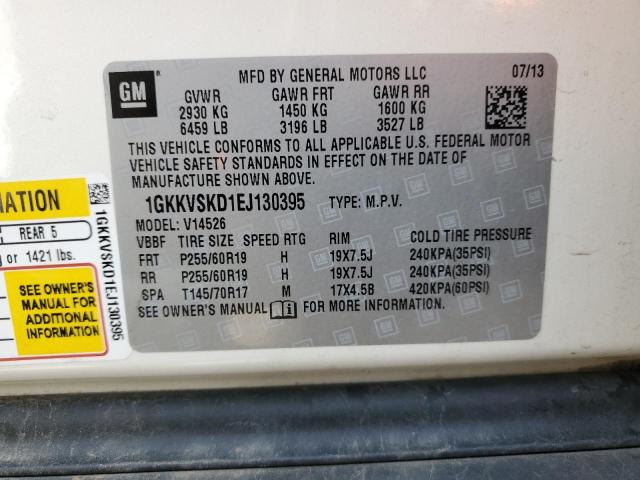 GM
MFD BY GENERAL MOTORS LLC 07/13
GVWR GAWR FRT GAWR RR
2930 KG 1450 KG 1600 KG
6459 LB 3196 LB 3527 LB
THIS VEHICLE CONFORMS TO ALL APPLICABLE U.S. FEDERAL MOTOR
VEHICLE SAFETY STANDARDS IN EFFECT ON THE DATE OF
MANUFACTURE SHOWN ABOVE.
1GKKVSKD1EJ130395 TYPE: M.P.V.
MODEL: V14526
VBBF TIRE SIZE SPEED RTG RIM COLD TIRE PRESSURE
FRT P255/60R19 H 19X7.5J 240KPA(35PSI)
RR P255/60R19 H 19X7.5J 240KPA(35PSI)
SPA T145/70R17 M 17X4.5B 420KPA(60PSI)
SEE OWNER'S MANUAL FOR MORE INFORMATION
MATION
REAR 5
or 1421 lbs.
SEE OWNER'S
MANUAL FOR
ADDITIONAL
INFORMATION
1GKKVSKD1EJ130395